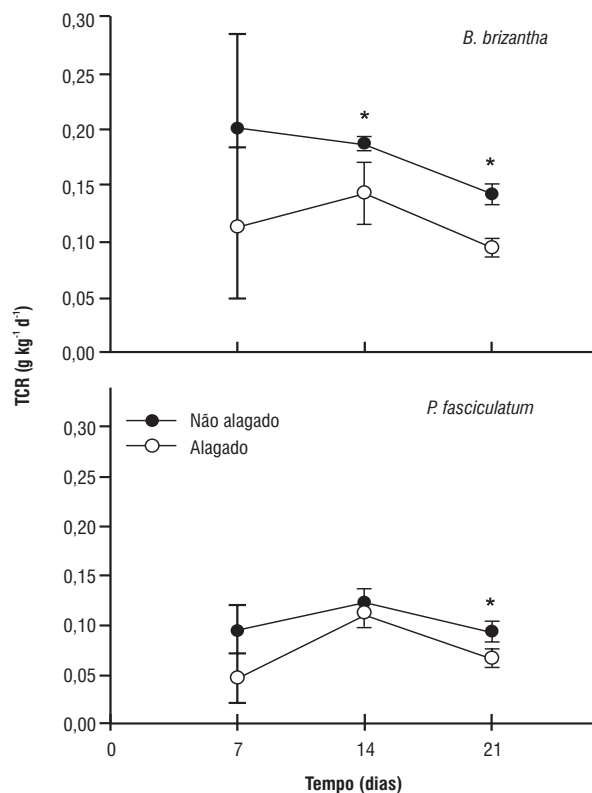 0,30
B. brizantha
0,25
*
0,20
*
0,15
0,10
0,05
0,00
TCR (g kg⁻¹ d⁻¹)
P. fasciculatum
Não alagado
0,30
Alagado
0,25
0,20
0,15
*
0,10
0,05
0,00
0 7 14 21
Tempo (dias)